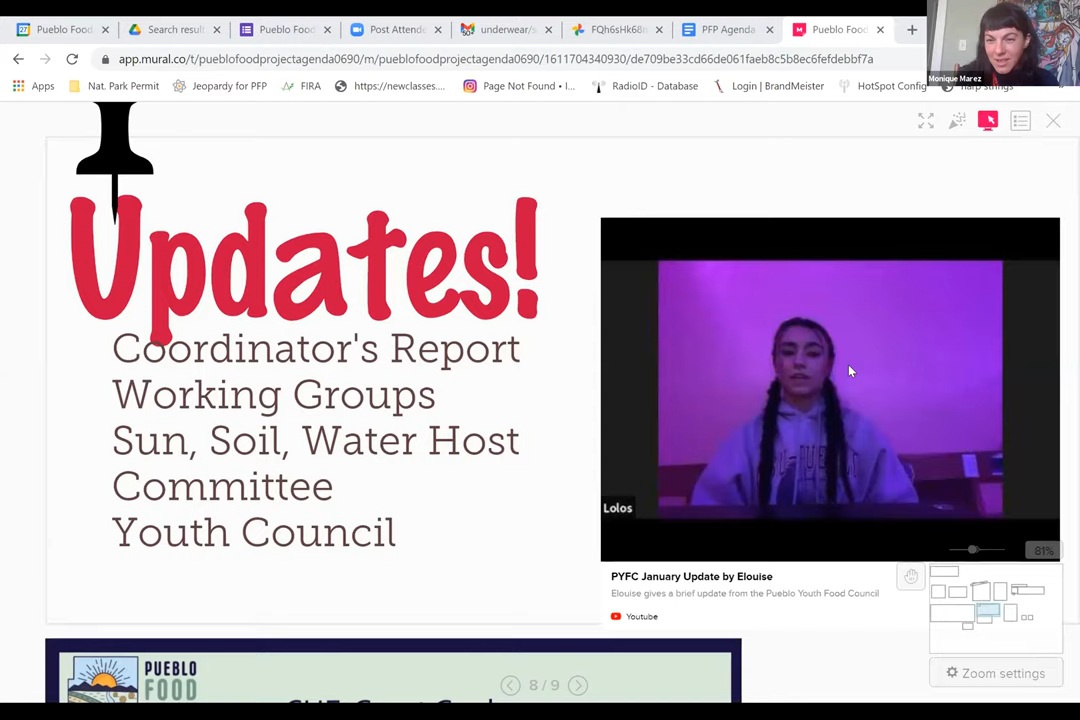 Pueblo Food
Search result
Pueblo Food
Post Attende
underwear/s
FQh6sHk68n
PFP Agenda
Pueblo Food
Monique Marez
app.mural.co/t/pueblofoodprojectagenda0690/m/pueblofoodprojectagenda0690/1611704340930/de709be33cd66de061faeb8c5b8ec6fefdebbf7a
Apps
Nat. Park Permit
Jeopardy for PFP
FIRA
https://newclasses....
Page Not Found • I...
RadioID - Database
Login | BrandMeister
HotSpot Config
harp strings
Updates!
Coordinator's Report
Working Groups
Sun, Soil, Water Host
Committee
Youth Council
Lolos
81%
PYFC January Update by Elouise
Elouise gives a brief update from the Pueblo Youth Food Council
Youtube
Zoom settings
PUEBLO
FOOD
8/9